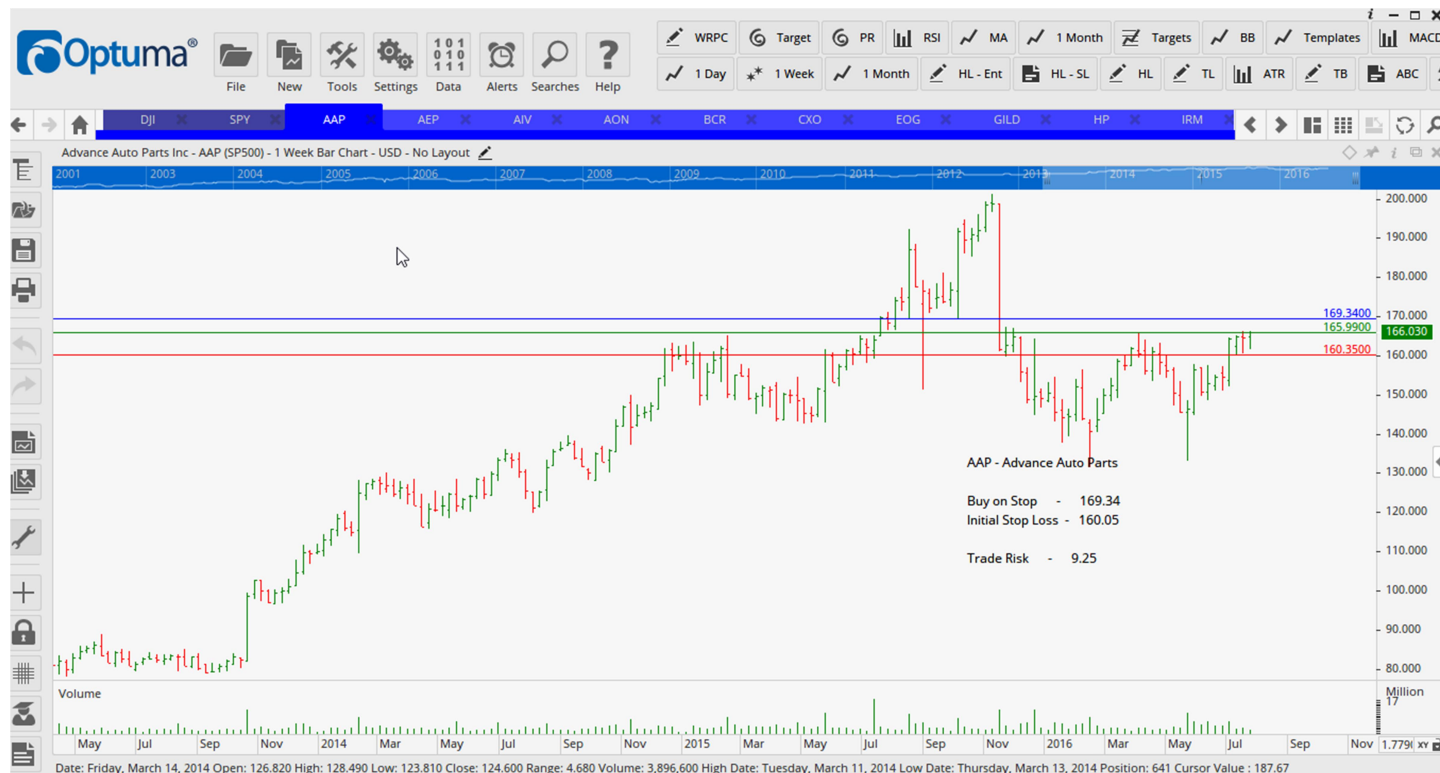 Optuma®
File New Tools Settings Data Alerts Searches Help
WRPC Target PR RSI MA 1 Month Targets BB Templates MACD
1 Day 1 Week 1 Month HL - Ent HL - SL HL TL ATR TB ABC
DJI SPY AAP AEP AIV AON BCR CXO EOG GILD HP IRM
Advance Auto Parts Inc - AAP (SP500) - 1 Week Bar Chart - USD - No Layout
2001 2003 2004 2005 2006 2007 2008 2009 2010 2011 2012 2013 2014 2015 2016
200.000
190.000
180.000
170.000
169.3400
165.9900
166.030
160.3500
160.000
150.000
140.000
130.000
120.000
110.000
100.000
90.000
80.000
AAP - Advance Auto Parts
Buy on Stop - 169.34
Initial Stop Loss - 160.05
Trade Risk - 9.25
Volume
Million
17
May Jul Sep Nov 2014 Mar May Jul Sep Nov 2015 Mar May Jul Sep Nov 2016 Mar May Jul Sep Nov
XY
Date: Friday, March 14, 2014 Open: 126.820 High: 128.490 Low: 123.810 Close: 124.600 Range: 4.680 Volume: 3,896,600 High Date: Tuesday, March 11, 2014 Low Date: Thursday, March 13, 2014 Position: 641 Cursor Value : 187.67